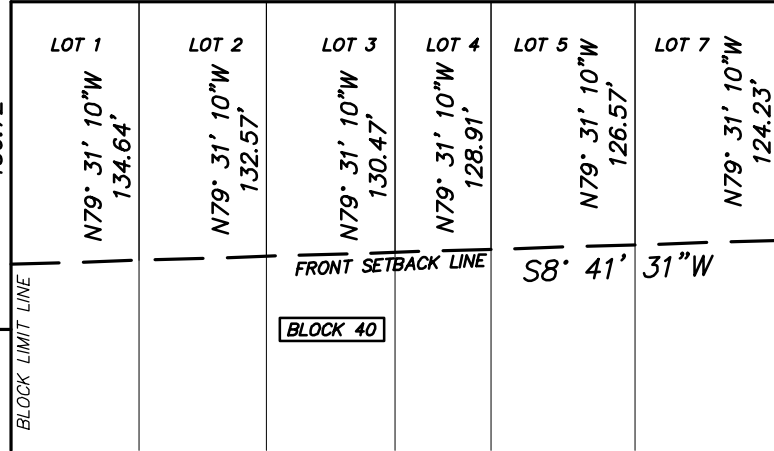 LOT 1
LOT 2
LOT 3
LOT 4
LOT 5
LOT 7
N79° 31' 10"W
134.64'
N79° 31' 10"W
132.57'
N79° 31' 10"W
130.47'
N79° 31' 10"W
128.91'
N79° 31' 10"W
126.57'
N79° 31' 10"W
124.23'
FRONT SETBACK LINE
S8° 41' 31"W
BLOCK 40
BLOCK LIMIT LINE